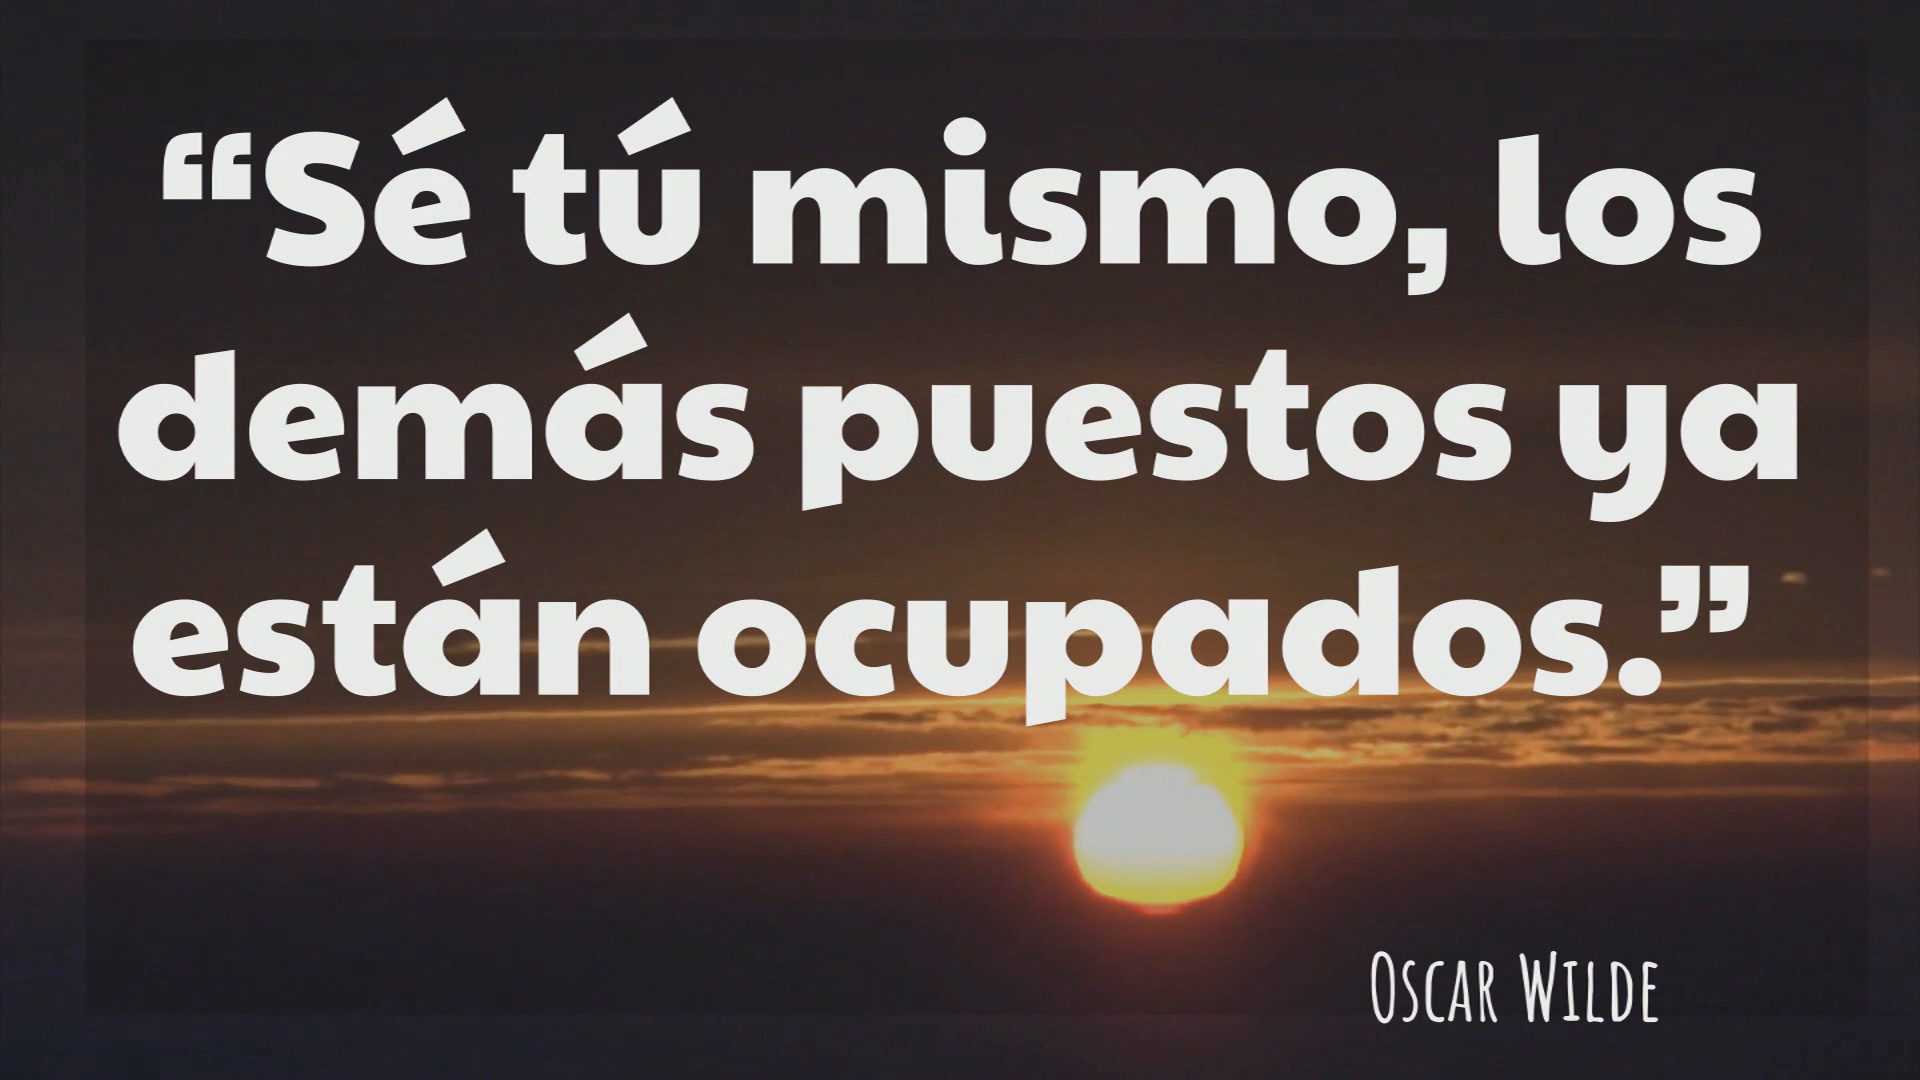 “Sé tú mismo, los
demás puestos ya
están ocupados.”
Oscar Wilde